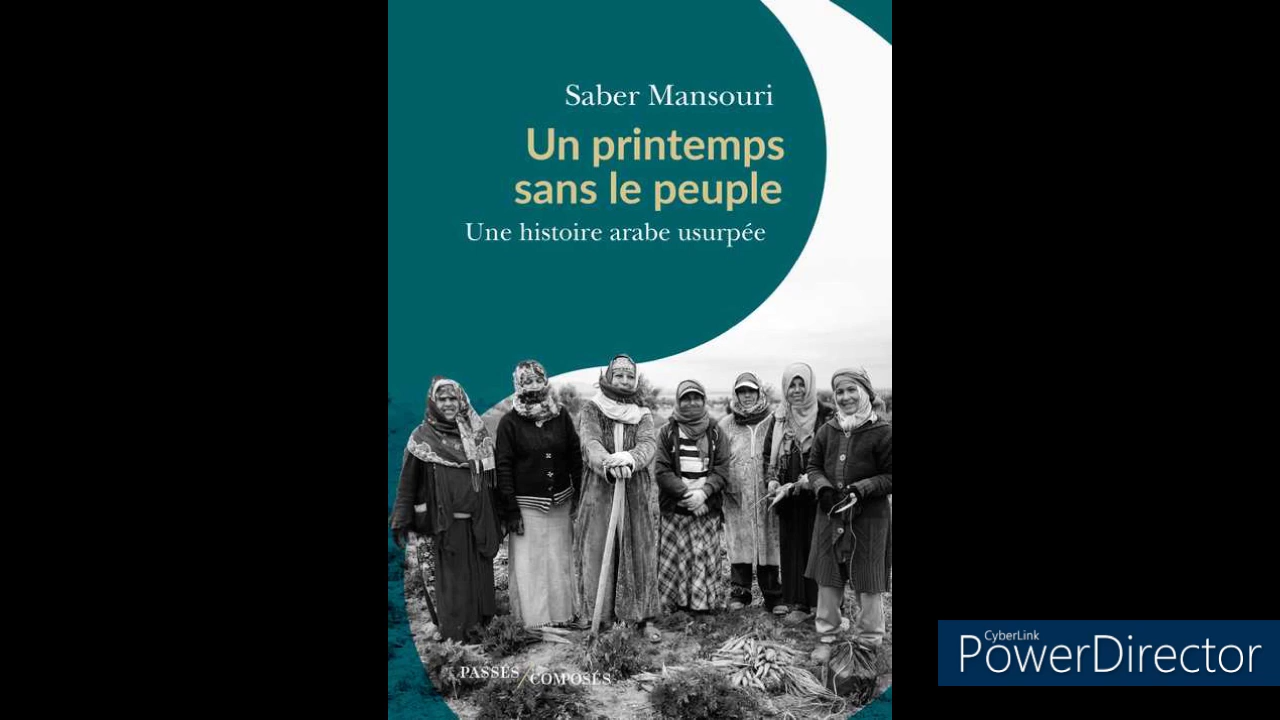 Saber Mansouri
Un printemps
sans le peuple
Une histoire arabe usurpée
PASSÉS / COMPOSÉS
CyberLink
PowerDirector